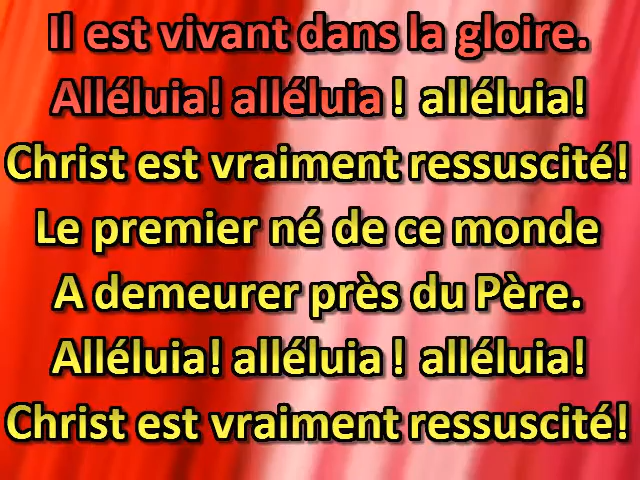 Il est vivant dans la gloire.
Alléluia! alléluia ! alléluia!
Christ est vraiment ressuscité!
Le premier né de ce monde
A demeurer près du Père.
Alléluia! alléluia ! alléluia!
Christ est vraiment ressuscité!